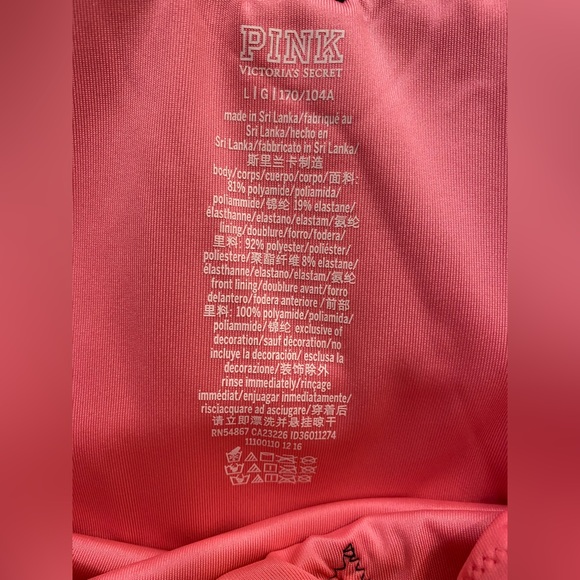 PINK
VICTORIA'S SECRET
L | G | 170/104A
made in Sri Lanka/fabriqué au
Sri Lanka/hecho en
Sri Lanka/fabbricato in Sri Lanka/
斯里兰卡制造
body/corps/cuerpo/corpo/面料:
81% polyamide/poliamida/
poliammide/锦纶 19% elastane/
élasthanne/elastano/elastam/氨纶
lining/doublure/forro/fodera/
里料: 92% polyester/poliéster/
poliestere/聚酯纤维 8% elastane/
élasthanne/elastano/elastam/氨纶
front lining/doublure avant/forro
delantero/fodera anteriore /前部
里料: 100% polyamide/poliamida/
poliammide/锦纶 exclusive of
decoration/sauf décoration/no
incluye la decoración/esclusa la
decorazione/装饰除外
rinse immediately/rinçage
immédiat/enjuagar inmediatamente/
risciacquare ad asciugare/穿着后
请立即漂洗并悬挂晾干
RN54867 CA23226 ID36011274
11100110 12 16